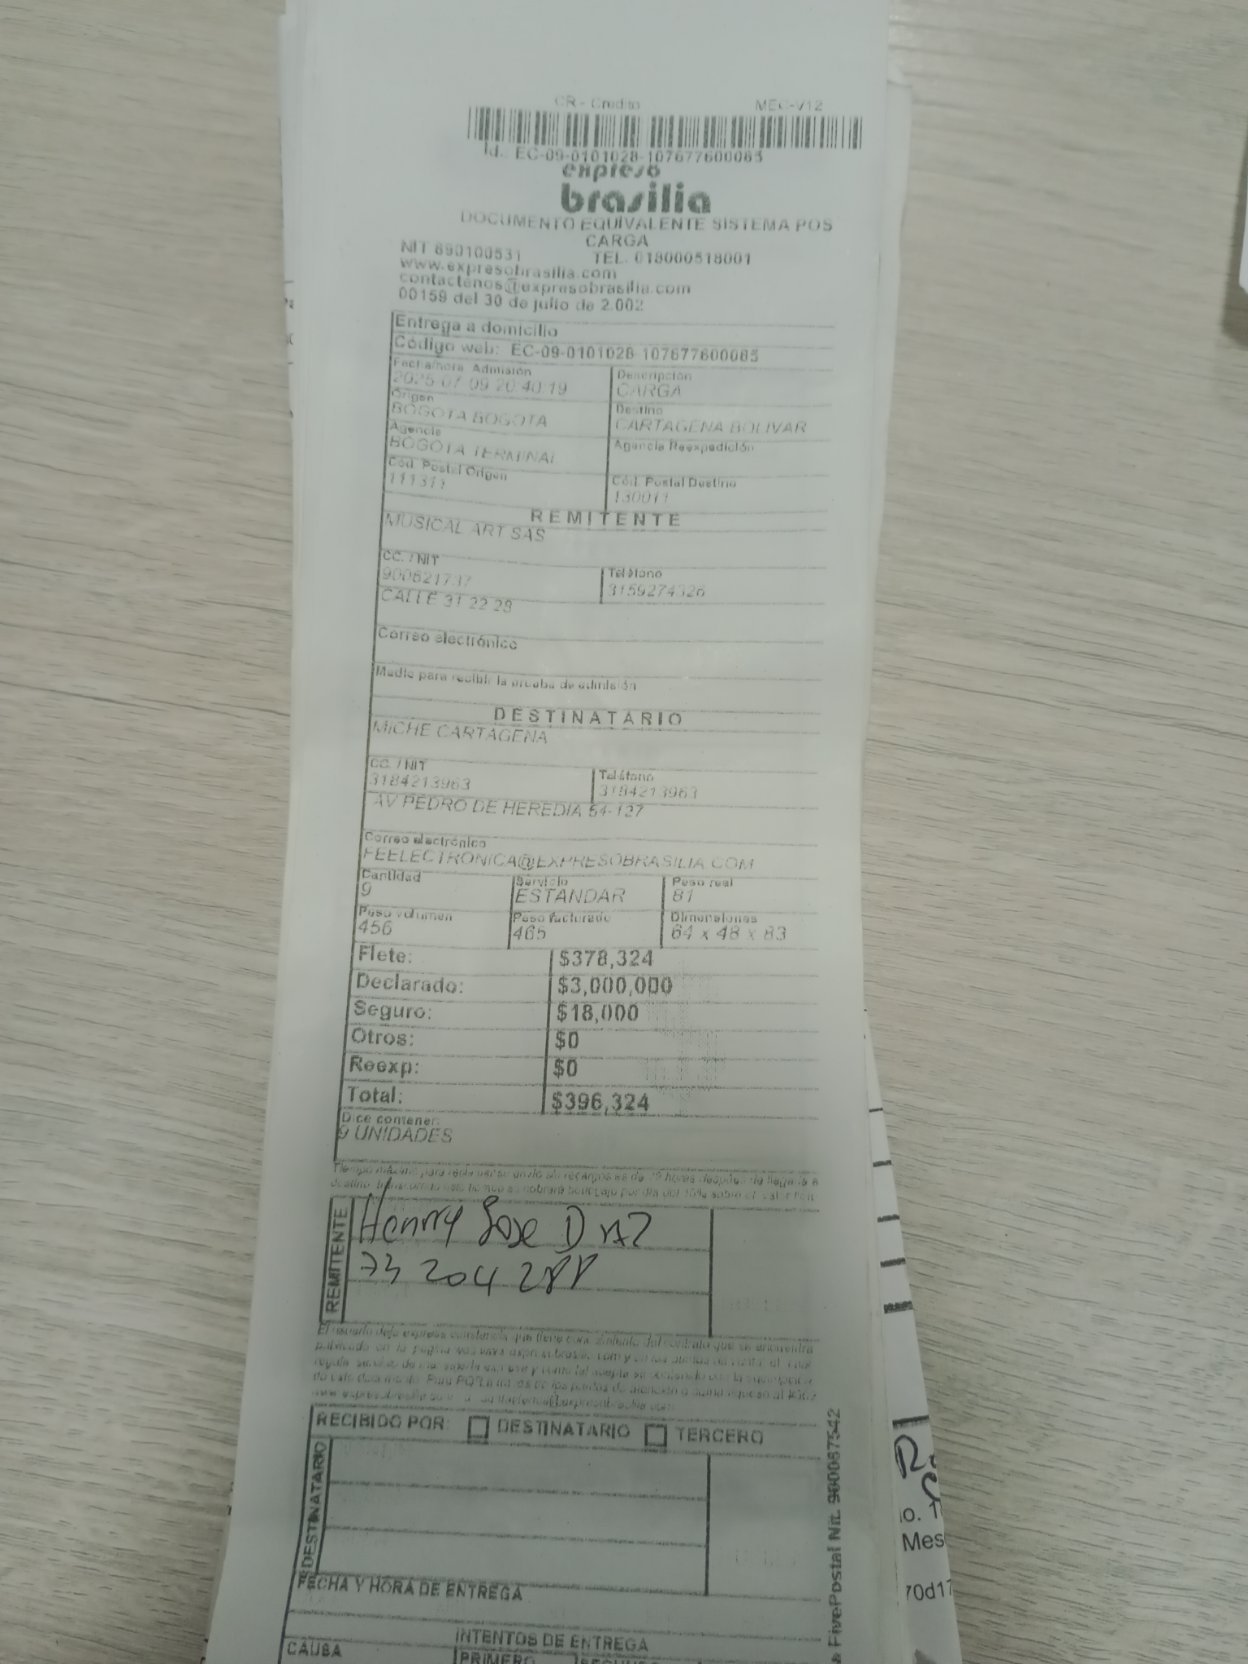 CR - Credito MEC-V12
Id.: EC-09-0101028-107677600085
expreso
brasilia
DOCUMENTO EQUIVALENTE SISTEMA POS
CARGA
NIT 890100531 TEL. 018000518001
www.expresobrasilia.com
contactenos@expresobrasilia.com
00159 del 30 de julio de 2.002
Entrega a domicilio
Código web: EC-09-0101028-107677600085
Fecha/hora Admisión Descripción
2025-07-09 20:40:19 CARGA
Origen Destino
BOGOTA BOGOTA CARTAGENA BOLIVAR
Agencia Agencia Reexpedición
BOGOTA TERMINAL
Cód. Postal Origen Cód. Postal Destino
111311 130011
REMITENTE
MUSICAL ART SAS
CC. / NIT Teléfono
900621737 3159274326
CALLE 31 22 28
Correo electrónico
Medio para recibir la prueba de admisión
DESTINATARIO
MICHE CARTAGENA
CC. / NIT Teléfono
3184213963 3184213963
AV PEDRO DE HEREDIA 54-127
Correo electrónico
FEELECTRONICA@EXPRESOBRASILIA.COM
Cantidad Servicio Peso real
9 ESTANDAR 81
Peso volumen Peso facturado Dimensiones
456 465 64 x 48 x 83
Flete: $378,324
Declarado: $3,000,000
Seguro: $18,000
Otros: $0
Reexp: $0
Total: $396,324
Dice contener:
9 UNIDADES
REMITENTE
Henry Jose Diaz
73 204 288
RECIBIDO POR: DESTINATARIO TERCERO
DESTINATARIO
FECHA Y HORA DE ENTREGA
INTENTOS DE ENTREGA
CAUSA PRIMERO
FivePostal Nit. 900087542
Mes
70d17